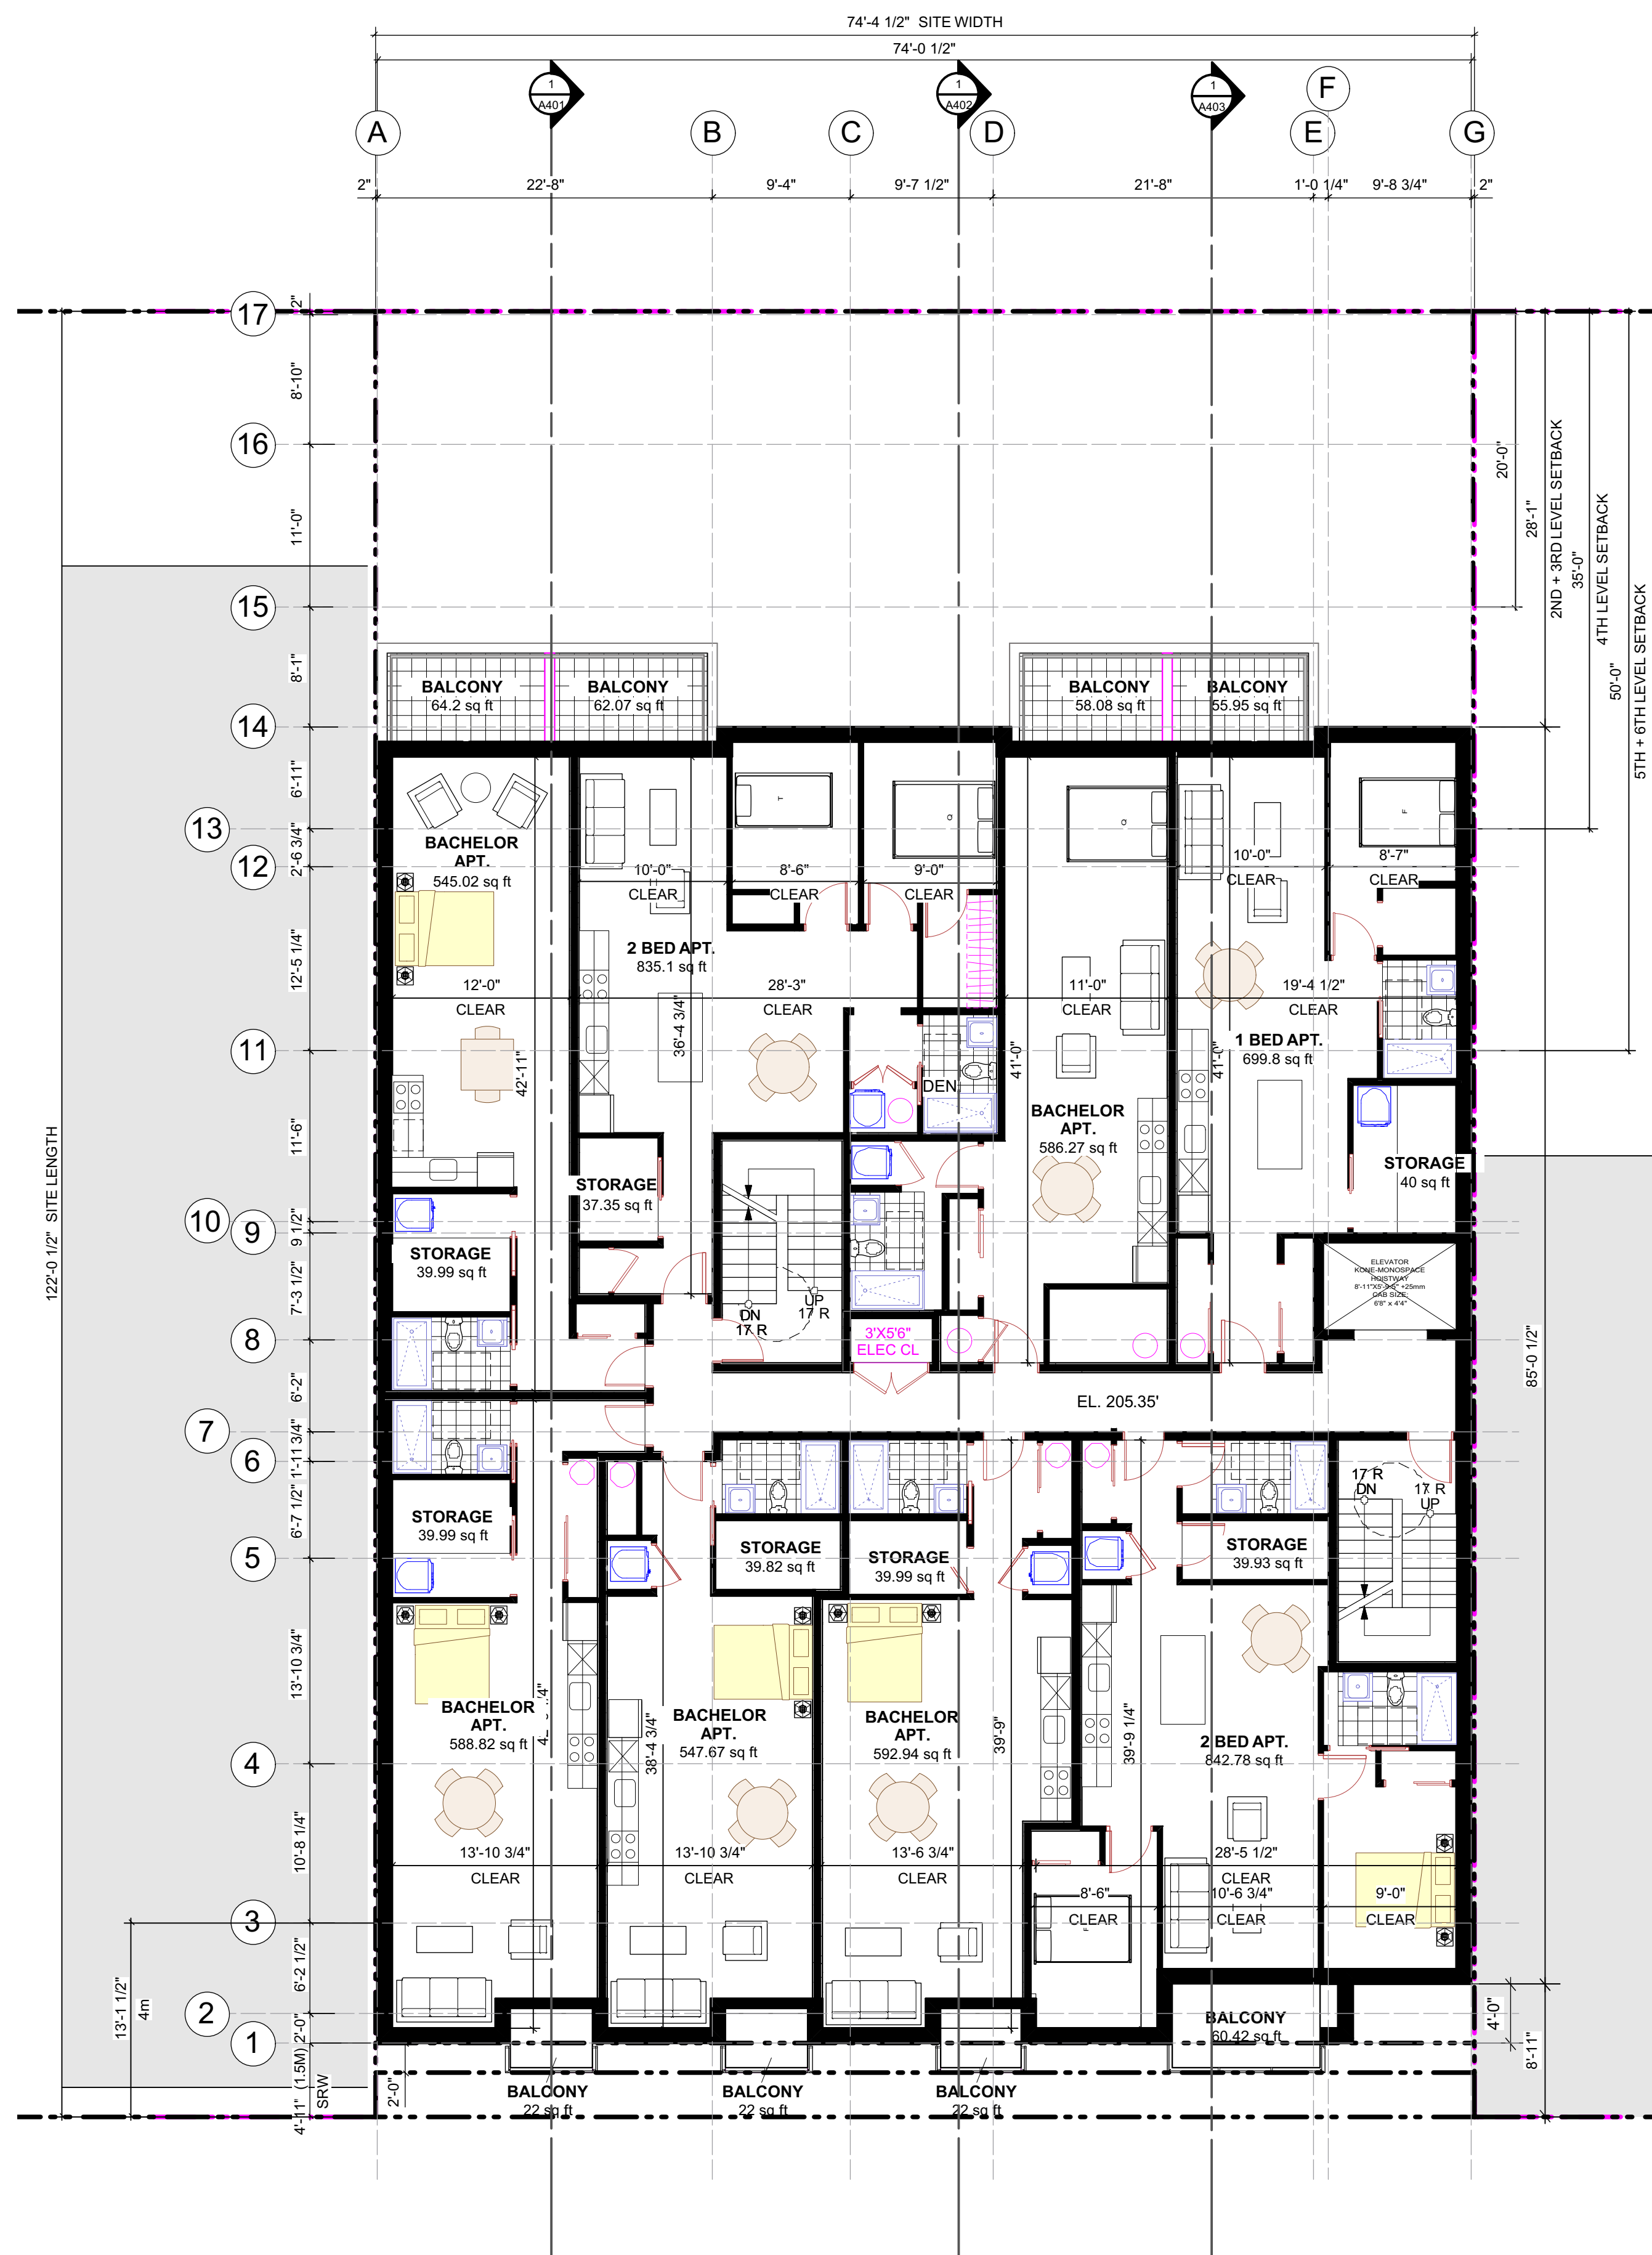 74'-4 1/2"  SITE WIDTH
74'-0 1/2"
1
A401
1
A402
1
A403
A
B
C
D
E
F
G
2"
22'-8"
9'-4"
9'-7 1/2"
21'-8"
1'-0 1/4"
9'-8 3/4"
2"
17
16
15
14
13
12
11
10
9
8
7
6
5
4
3
2
1
2"
8'-10"
11'-0"
8'-1"
6'-11"
2'-6 3/4"
12'-5 1/4"
11'-6"
9 1/2"
7'-3 1/2"
6'-2"
1'-11 3/4"
6'-7 1/2"
13'-10 3/4"
10'-8 1/4"
6'-2 1/2"
2'-0"
4'-11"  (1.5M)
SRW
2'-0"
13'-1 1/2"
4m
122'-0 1/2"  SITE LENGTH
20'-0"
28'-1"
2ND + 3RD LEVEL SETBACK
35'-0"
4TH LEVEL SETBACK
50'-0"
5TH + 6TH LEVEL SETBACK
85'-0 1/2"
4'-0"
8'-11"
BALCONY
64.2 sq ft
BALCONY
62.07 sq ft
BALCONY
58.08 sq ft
BALCONY
55.95 sq ft
BACHELOR
APT.
545.02 sq ft
12'-0"
CLEAR
42'-11"
10'-0"
CLEAR
8'-6"
CLEAR
9'-0"
CLEAR
T
Q
2 BED APT.
835.1 sq ft
28'-3"
CLEAR
36'-4 3/4"
DEN
Q
11'-0"
CLEAR
41'-0"
BACHELOR
APT.
586.27 sq ft
10'-0"
CLEAR
8'-7"
CLEAR
F
19'-4 1/2"
CLEAR
1 BED APT.
699.8 sq ft
41'-0"
STORAGE
40 sq ft
STORAGE
37.35 sq ft
STORAGE
39.99 sq ft
DN
17 R
UP
17 R
3'X5'6"
ELEC CL
ELEVATOR
KONE-MONOSPACE
CAB SIZE:
6'8" x 4'4"
EL. 205.35'
17 R
DN
17 R
UP
STORAGE
39.99 sq ft
STORAGE
39.82 sq ft
STORAGE
39.99 sq ft
STORAGE
39.93 sq ft
BACHELOR
APT.
588.82 sq ft
BACHELOR
APT.
547.67 sq ft
38'-4 3/4"
BACHELOR
APT.
592.94 sq ft
39'-9"
39'-9 1/4"
2 BED APT.
842.78 sq ft
13'-10 3/4"
CLEAR
13'-10 3/4"
CLEAR
13'-6 3/4"
CLEAR
28'-5 1/2"
CLEAR
8'-6"
CLEAR
10'-6 3/4"
CLEAR
9'-0"
CLEAR
F
BALCONY
60.42 sq ft
BALCONY
22 sq ft
BALCONY
22 sq ft
BALCONY
22 sq ft